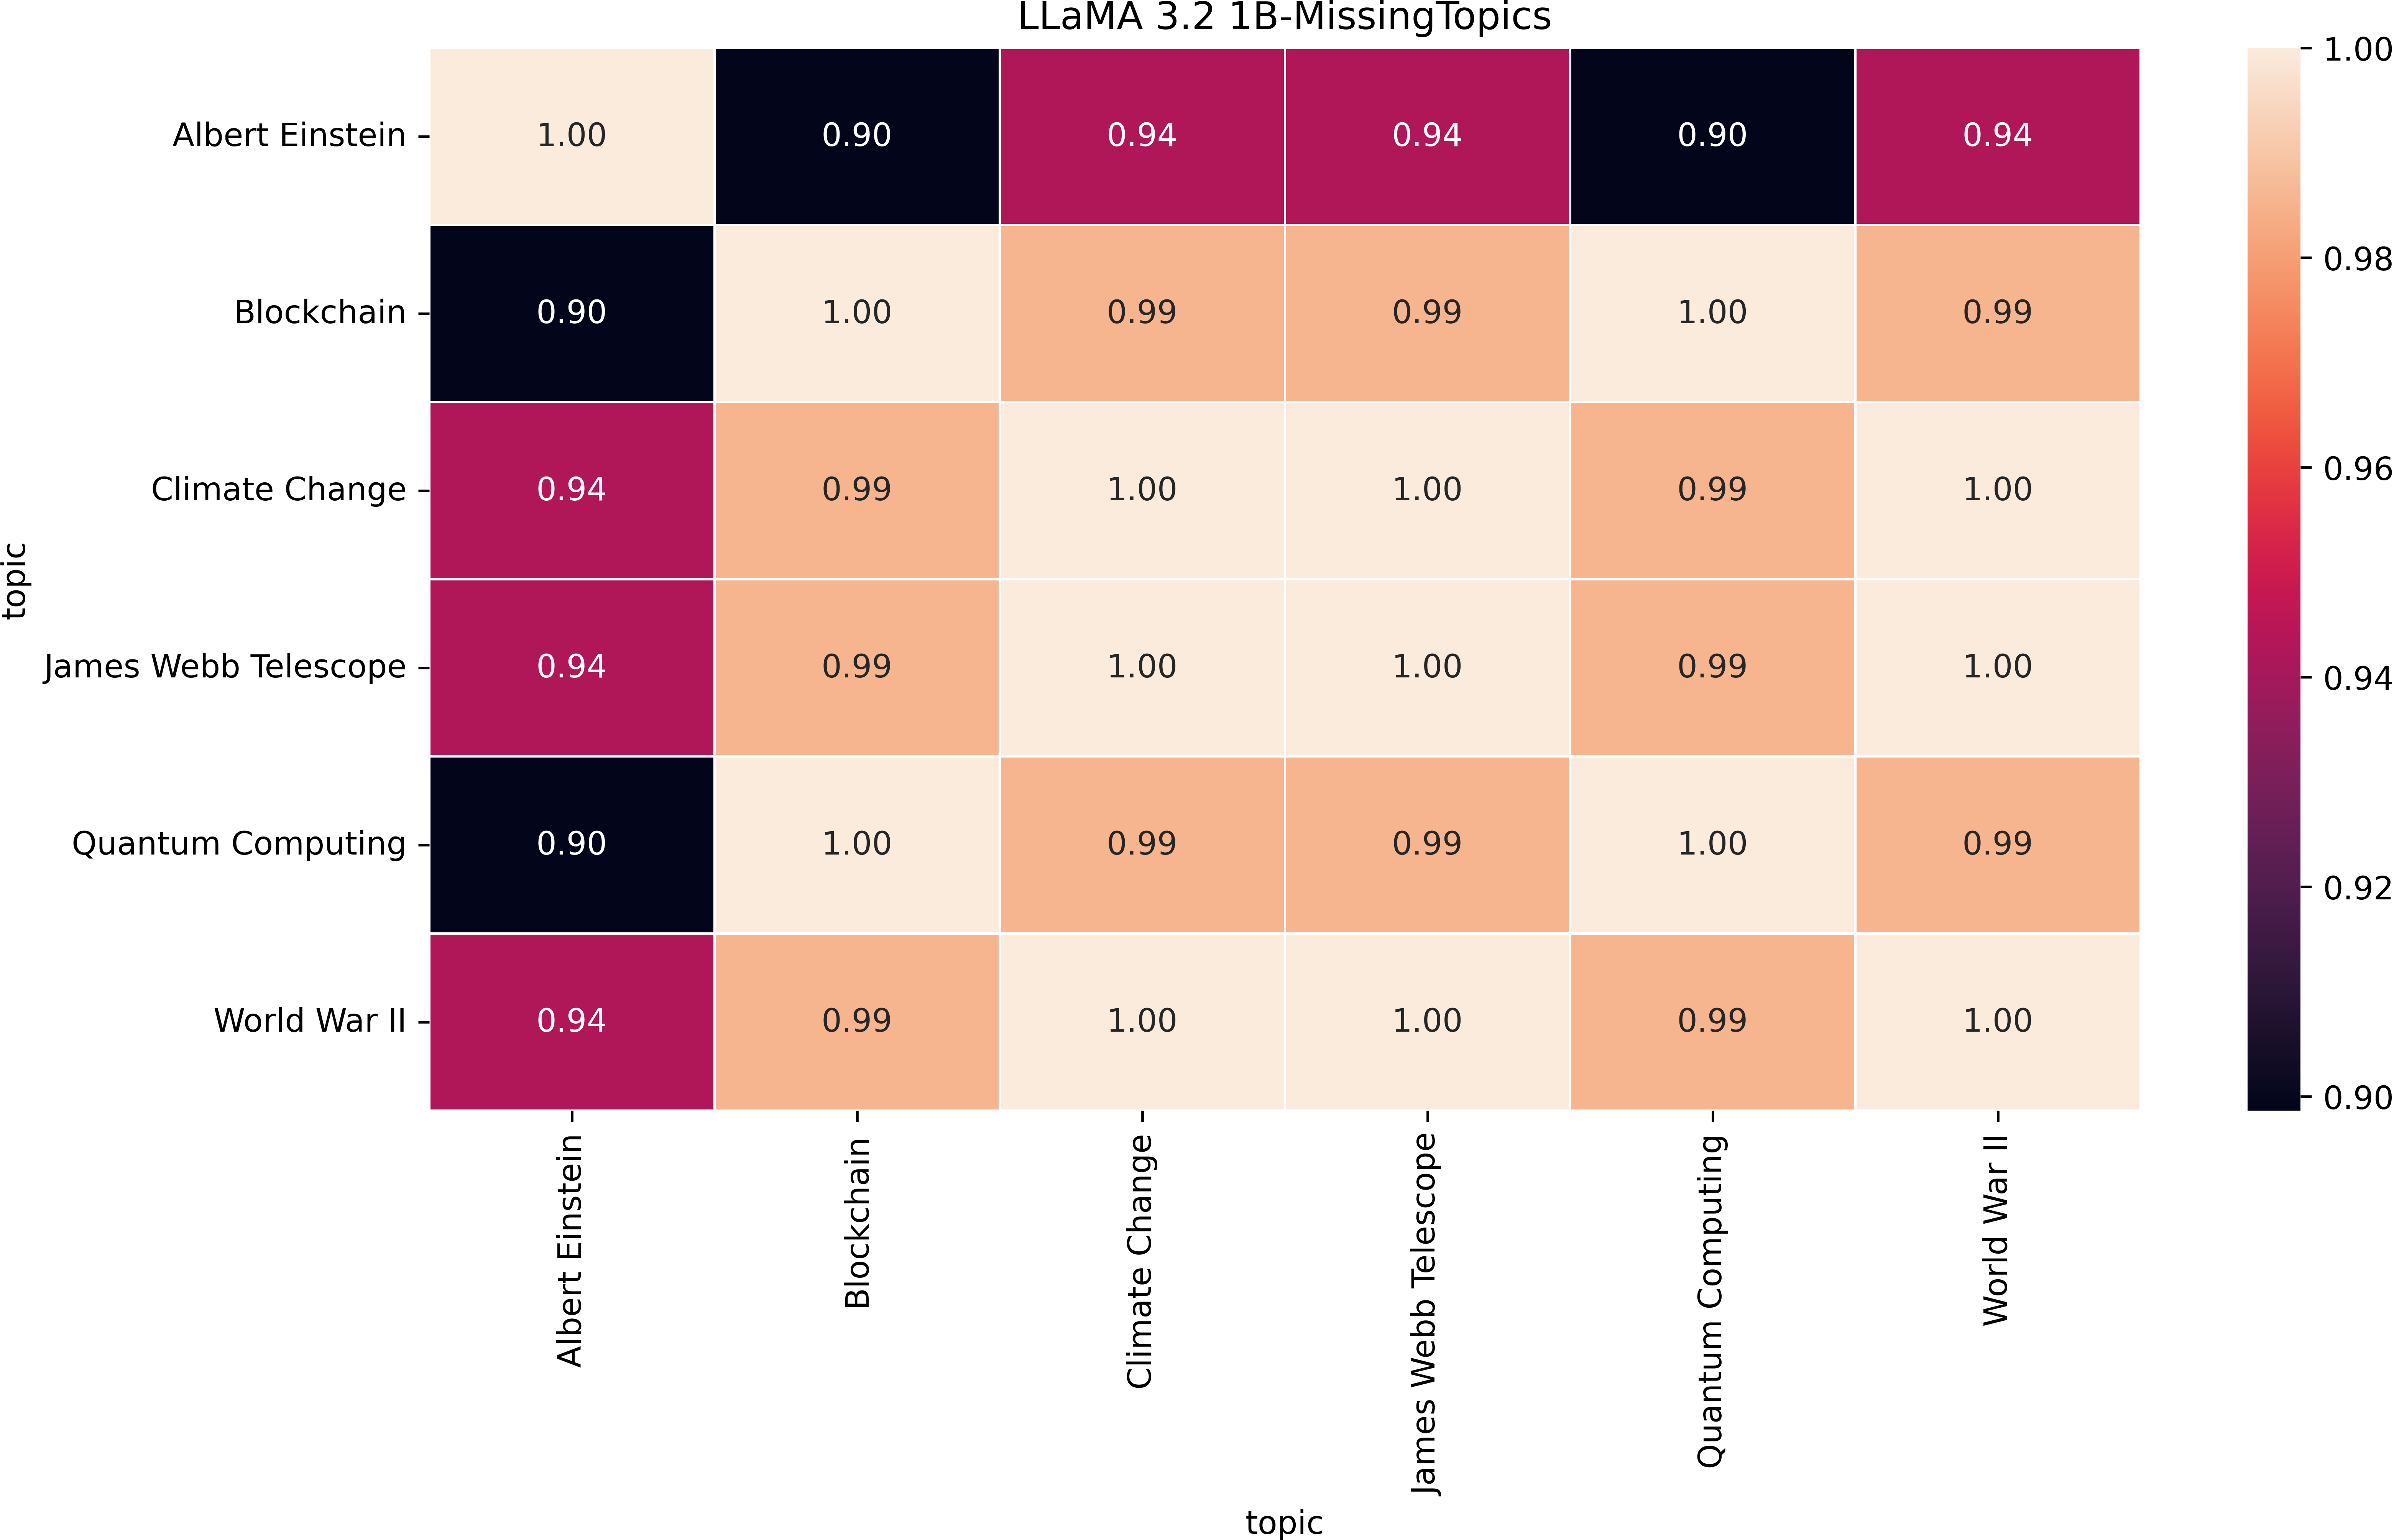 LLaMA 3.2 1B-MissingTopics
Albert Einstein 1.00 0.90 0.94 0.94 0.90 0.94
Blockchain 0.90 1.00 0.99 0.99 1.00 0.99
Climate Change 0.94 0.99 1.00 1.00 0.99 1.00
James Webb Telescope 0.94 0.99 1.00 1.00 0.99 1.00
Quantum Computing 0.90 1.00 0.99 0.99 1.00 0.99
World War II 0.94 0.99 1.00 1.00 0.99 1.00
topic
Albert Einstein
Blockchain
Climate Change
James Webb Telescope
Quantum Computing
World War II
topic
1.00
0.98
0.96
0.94
0.92
0.90